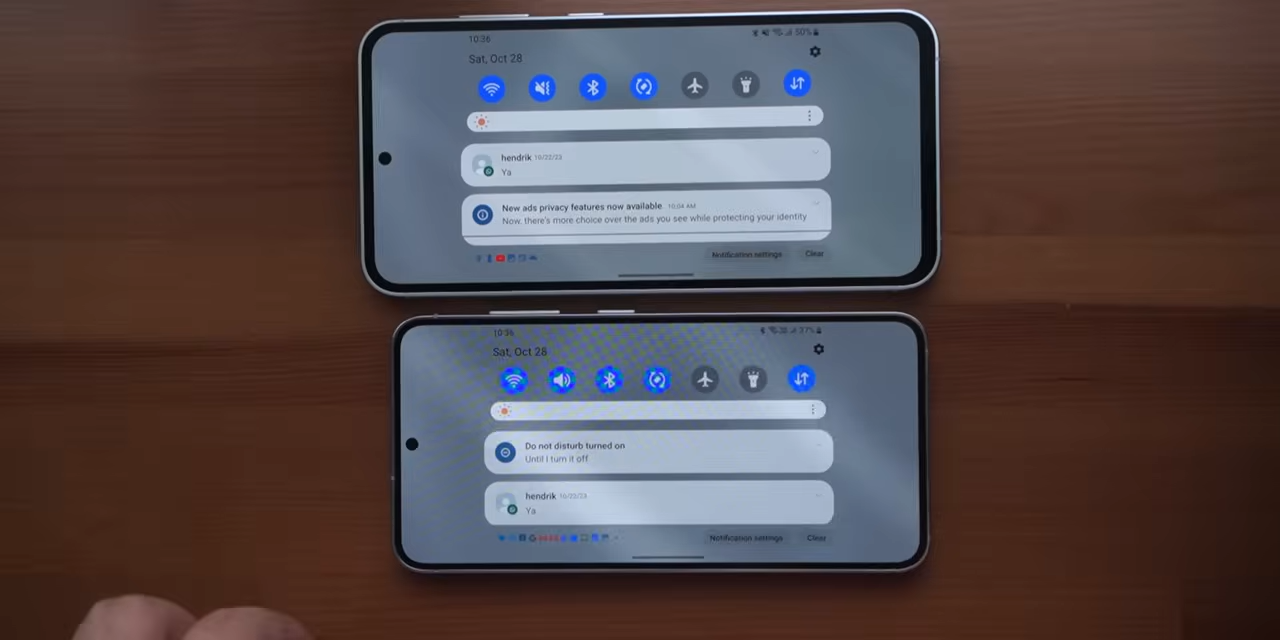 10:36
50%
Sat, Oct 28
hendrik 10/22/23
Ya
New ads privacy features now available 10:04 AM
Now, there's more choice over the ads you see while protecting your identity
Notification settings
Clear
10:36
37%
Sat, Oct 28
Do not disturb turned on
Until I turn it off
hendrik 10/22/23
Ya
Notification settings
Clear